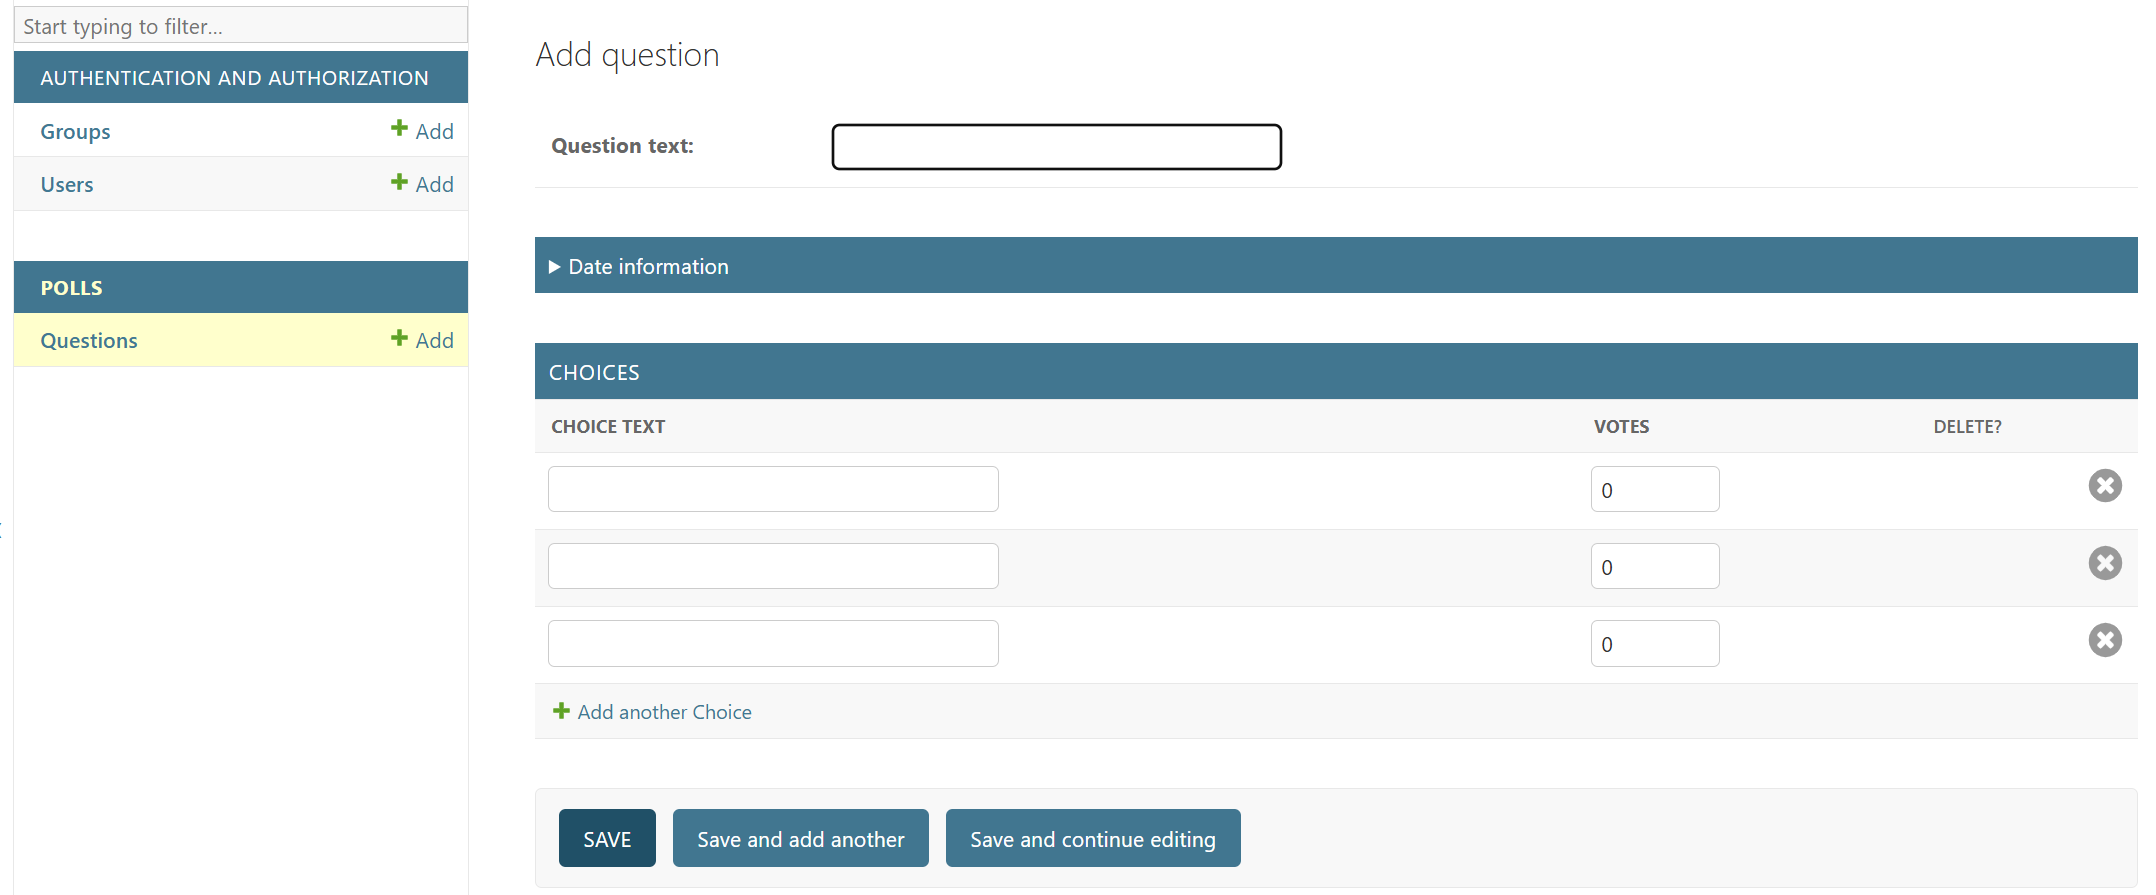 Start typing to filter...
AUTHENTICATION AND AUTHORIZATION
Groups Add
Users Add
POLLS
Questions Add
Add question
Question text:
Date information
CHOICES
CHOICE TEXT VOTES DELETE?
0
0
0
Add another Choice
SAVE Save and add another Save and continue editing